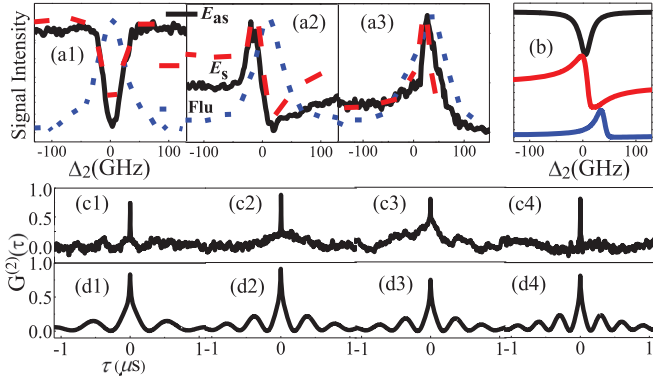 Signal Intensity
(a1) E_as (a2) (a3) (b)
E_s
Flu
-100 0 100 -100 0 100 -100 0 100 -100 0 100
Δ₂(GHz) Δ₂(GHz)
G⁽²⁾(τ)
1.0 (c1) (c2) (c3) (c4)
0.5
0.0
1.0 (d1) (d2) (d3) (d4)
0.5
0.0
-1 0 1-1 0 1-1 0 1-1 0 1
τ (μs)